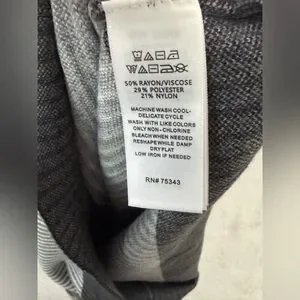 50% RAYON/VISCOSE
29% POLYESTER
21% NYLON
MACHINE WASH COOL-
DELICATE CYCLE
WASH WITH LIKE COLORS
ONLY NON-CHLORINE
BLEACH WHEN NEEDED
RESHAPE WHILE DAMP
DRY FLAT
LOW IRON IF NEEDED
RN# 75343